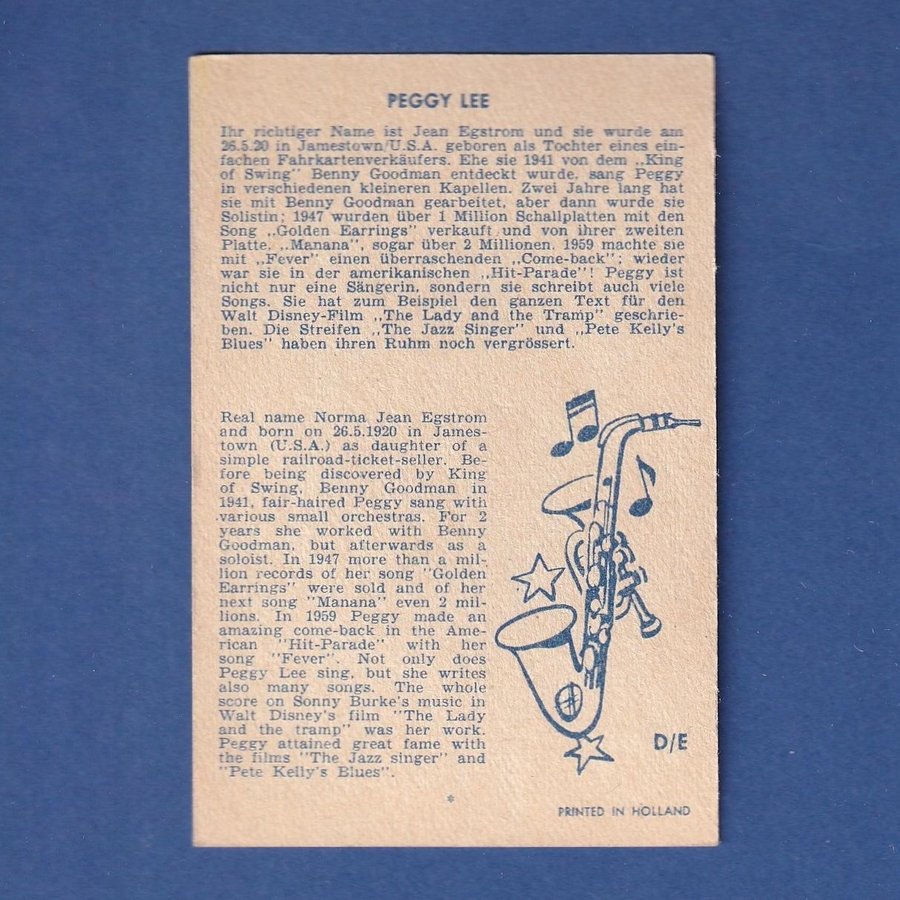 PEGGY LEE
Ihr richtiger Name ist Jean Egstrom und sie wurde am
26.5.20 in Jamestown/U.S.A. geboren als Tochter eines ein-
fachen Fahrkartenverkäufers. Ehe sie 1941 von dem „King
of Swing" Benny Goodman entdeckt wurde, sang Peggy
in verschiedenen kleineren Kapellen. Zwei Jahre lang hat
sie mit Benny Goodman gearbeitet, aber dann wurde sie
Solistin; 1947 wurden über 1 Million Schallplatten mit den
Song „Golden Earrings" verkauft und von ihrer zweiten
Platte, „Manana", sogar über 2 Millionen. 1959 machte sie
mit „Fever" einen überraschenden „Come-back"; wieder
war sie in der amerikanischen „Hit-Parade"! Peggy ist
nicht nur eine Sängerin, sondern sie schreibt auch viele
Songs. Sie hat zum Beispiel den ganzen Text für den
Walt Disney-Film „The Lady and the Tramp" geschrie-
ben. Die Streifen „The Jazz Singer" und „Pete Kelly's
Blues" haben ihren Ruhm noch vergrössert.
Real name Norma Jean Egstrom
and born on 26.5.1920 in James-
town (U.S.A.) as daughter of a
simple railroad-ticket-seller. Be-
fore being discovered by King
of Swing, Benny Goodman in
1941, fair-haired Peggy sang with
various small orchestras. For 2
years she worked with Benny
Goodman, but afterwards as a
soloist. In 1947 more than a mil-
lion records of her song "Golden
Earrings" were sold and of her
next song "Manana" even 2 mil-
lions. In 1959 Peggy made an
amazing come-back in the Ame-
rican "Hit-Parade" with her
song "Fever". Not only does
Peggy Lee sing, but she writes
also many songs. The whole
score on Sonny Burke's music in
Walt Disney's film "The Lady
and the tramp" was her work.
Peggy attained great fame with
the films "The Jazz singer" and
"Pete Kelly's Blues".
*
D/E
PRINTED IN HOLLAND